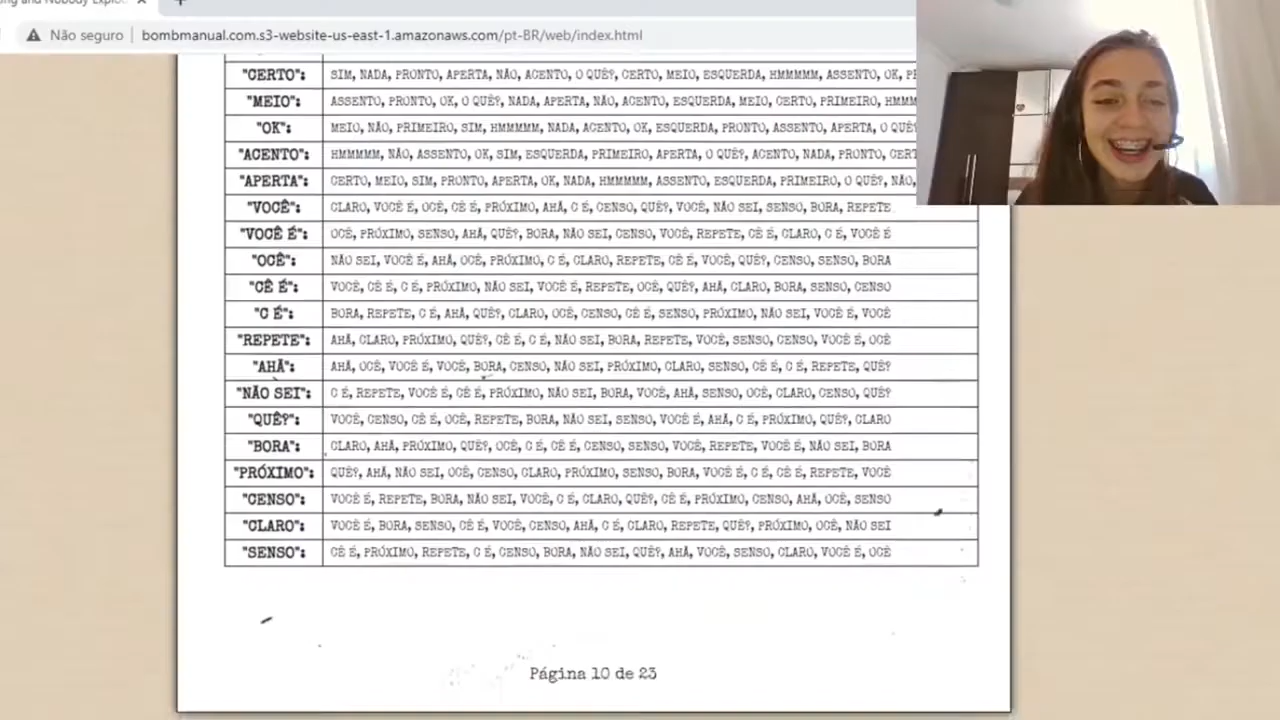 ng and Nobody Explo
Não seguro
bombmanual.com.s3-website-us-east-1.amazonaws.com/pt-BR/web/index.html
"CERTO": SIM, NADA, PRONTO, APERTA, NÃO, ACENTO, O QUÊ?, CERTO, MEIO, ESQUERDA, HMMMMM, ASSENTO, OK, PR
"MEIO": ASSENTO, PRONTO, OK, O QUÊ?, NADA, APERTA, NÃO, ACENTO, ESQUERDA, MEIO, CERTO, PRIMEIRO, HMMM
"OK": MEIO, NÃO, PRIMEIRO, SIM, HMMMMM, NADA, ACENTO, OK, ESQUERDA, PRONTO, ASSENTO, APERTA, O QUÊ
"ACENTO": HMMMMM, NÃO, ASSENTO, OK, SIM, ESQUERDA, PRIMEIRO, APERTA, O QUÊ?, ACENTO, NADA, PRONTO, CERT
"APERTA": CERTO, MEIO, SIM, PRONTO, APERTA, OK, NADA, HMMMMM, ASSENTO, ESQUERDA, PRIMEIRO, O QUÊ?, NÃO,
"VOCÊ": CLARO, VOCÊ É, OCÊ, CÊ É, PRÓXIMO, AHÃ, C É, CENSO, QUÊ?, VOCÊ, NÃO SEI, SENSO, BORA, REPETE
"VOCÊ É": OCÊ, PRÓXIMO, SENSO, AHÃ, QUÊ?, BORA, NÃO SEI, CENSO, VOCÊ, REPETE, CÊ É, CLARO, C É, VOCÊ É
"OCÊ": NÃO SEI, VOCÊ É, AHÃ, OCÊ, PRÓXIMO, C É, CLARO, REPETE, CÊ É, VOCÊ, QUÊ?, CENSO, SENSO, BORA
"CÊ É": VOCÊ, CÊ É, C É, PRÓXIMO, NÃO SEI, VOCÊ É, REPETE, OCÊ, QUÊ?, AHÃ, CLARO, BORA, SENSO, CENSO
"C É": BORA, REPETE, C É, AHÃ, QUÊ?, CLARO, OCÊ, CENSO, CÊ É, SENSO, PRÓXIMO, NÃO SEI, VOCÊ É, VOCÊ
"REPETE": AHÃ, CLARO, PRÓXIMO, QUÊ?, CÊ É, C É, NÃO SEI, BORA, REPETE, VOCÊ, SENSO, CENSO, VOCÊ É, OCÊ
"AHÃ": AHÃ, OCÊ, VOCÊ É, VOCÊ, BORA, CENSO, NÃO SEI, PRÓXIMO, CLARO, SENSO, CÊ É, C É, REPETE, QUÊ?
"NÃO SEI": C É, REPETE, VOCÊ É, CÊ É, PRÓXIMO, NÃO SEI, BORA, VOCÊ, AHÃ, SENSO, OCÊ, CLARO, CENSO, QUÊ?
"QUÊ?": VOCÊ, CENSO, CÊ É, OCÊ, REPETE, BORA, NÃO SEI, SENSO, VOCÊ É, AHÃ, C É, PRÓXIMO, QUÊ?, CLARO
"BORA": CLARO, AHÃ, PRÓXIMO, QUÊ?, OCÊ, C É, CÊ É, CENSO, SENSO, VOCÊ, REPETE, VOCÊ É, NÃO SEI, BORA
"PRÓXIMO": QUÊ?, AHÃ, NÃO SEI, OCÊ, CENSO, CLARO, PRÓXIMO, SENSO, BORA, VOCÊ É, C É, CÊ É, REPETE, VOCÊ
"CENSO": VOCÊ É, REPETE, BORA, NÃO SEI, VOCÊ, C É, CLARO, QUÊ?, CÊ É, PRÓXIMO, CENSO, AHÃ, OCÊ, SENSO
"CLARO": VOCÊ É, BORA, SENSO, CÊ É, VOCÊ, CENSO, AHÃ, C É, CLARO, REPETE, QUÊ?, PRÓXIMO, OCÊ, NÃO SEI
"SENSO": CÊ É, PRÓXIMO, REPETE, C É, CENSO, BORA, NÃO SEI, QUÊ?, AHÃ, VOCÊ, SENSO, CLARO, VOCÊ É, OCÊ
Página 10 de 23